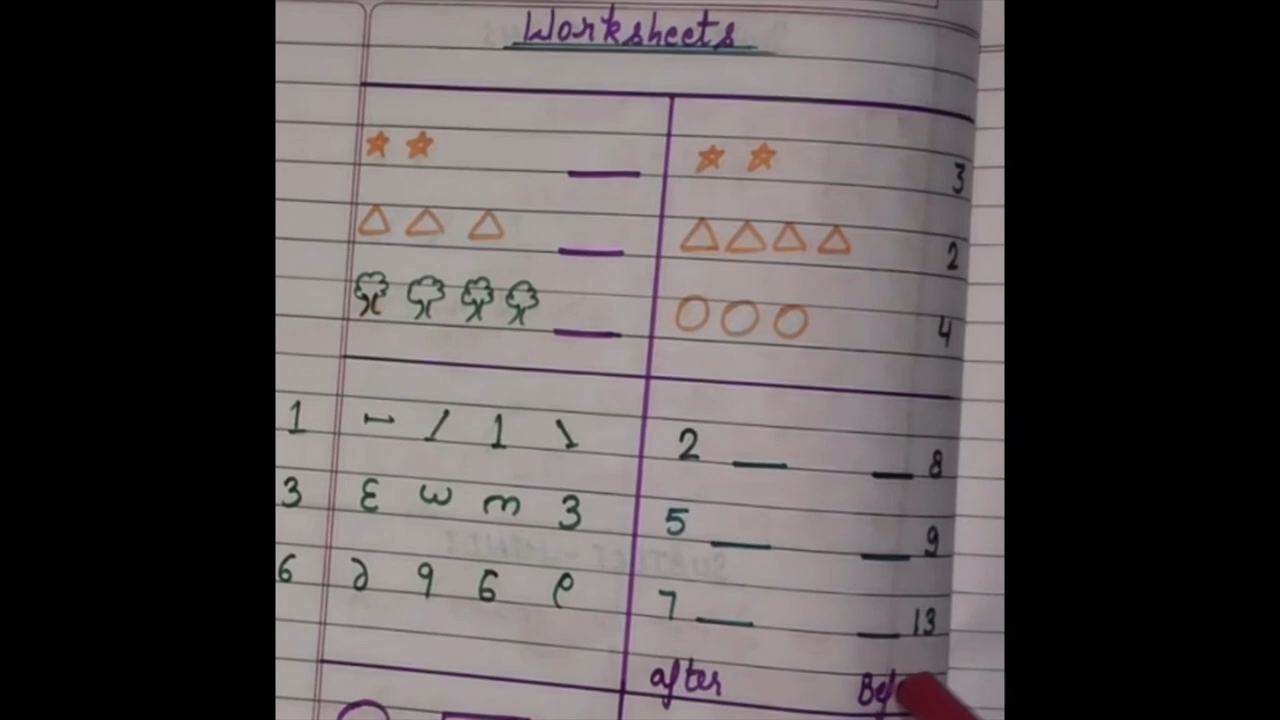 Worksheets
3
2
4
1 1 / 1 \
3 Ɛ ω m 3
6 9 6
2 __ __ 8
5 __ __ 9
7 __ __ 13
after